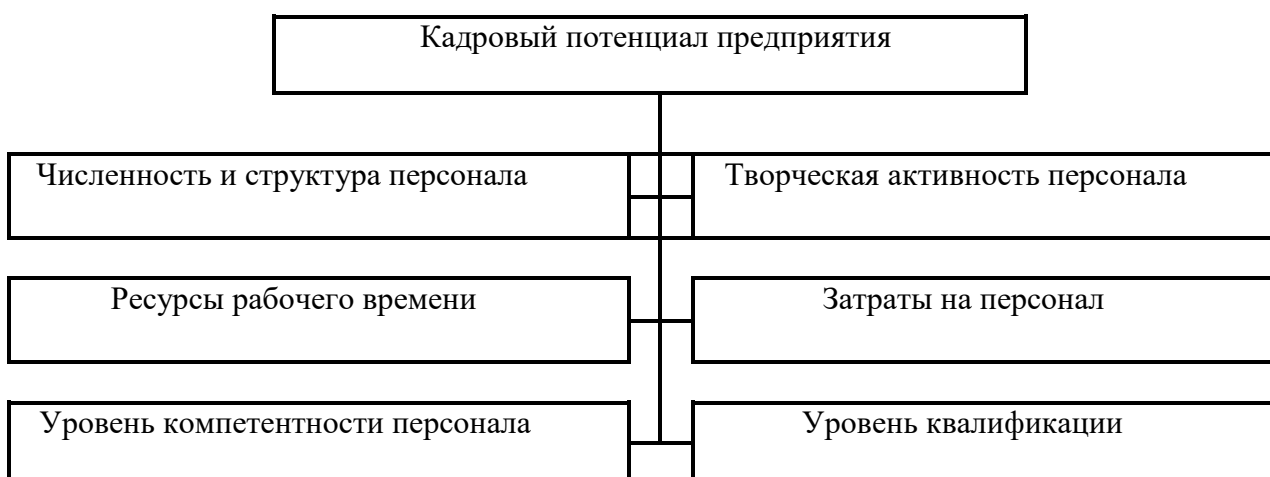 Кадровый потенциал предприятия
Численность и структура персонала
Творческая активность персонала
Ресурсы рабочего времени
Затраты на персонал
Уровень компетентности персонала
Уровень квалификации